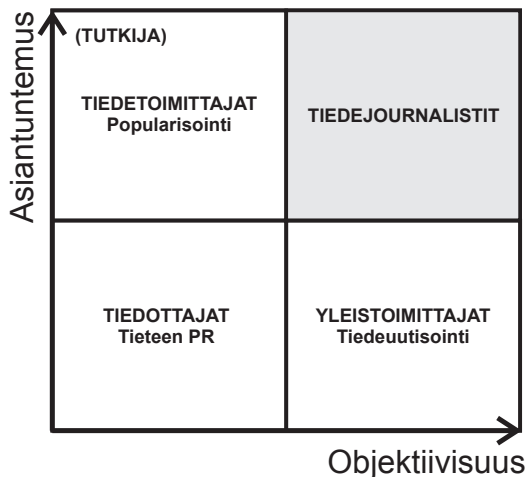 Asiantuntemus
(TUTKIJA)
TIEDETOIMITTAJAT
Popularisointi
TIEDEJOURNALISTIT
TIEDOTTAJAT
Tieteen PR
YLEISTOIMITTAJAT
Tiedeuutisointi
Objektiivisuus